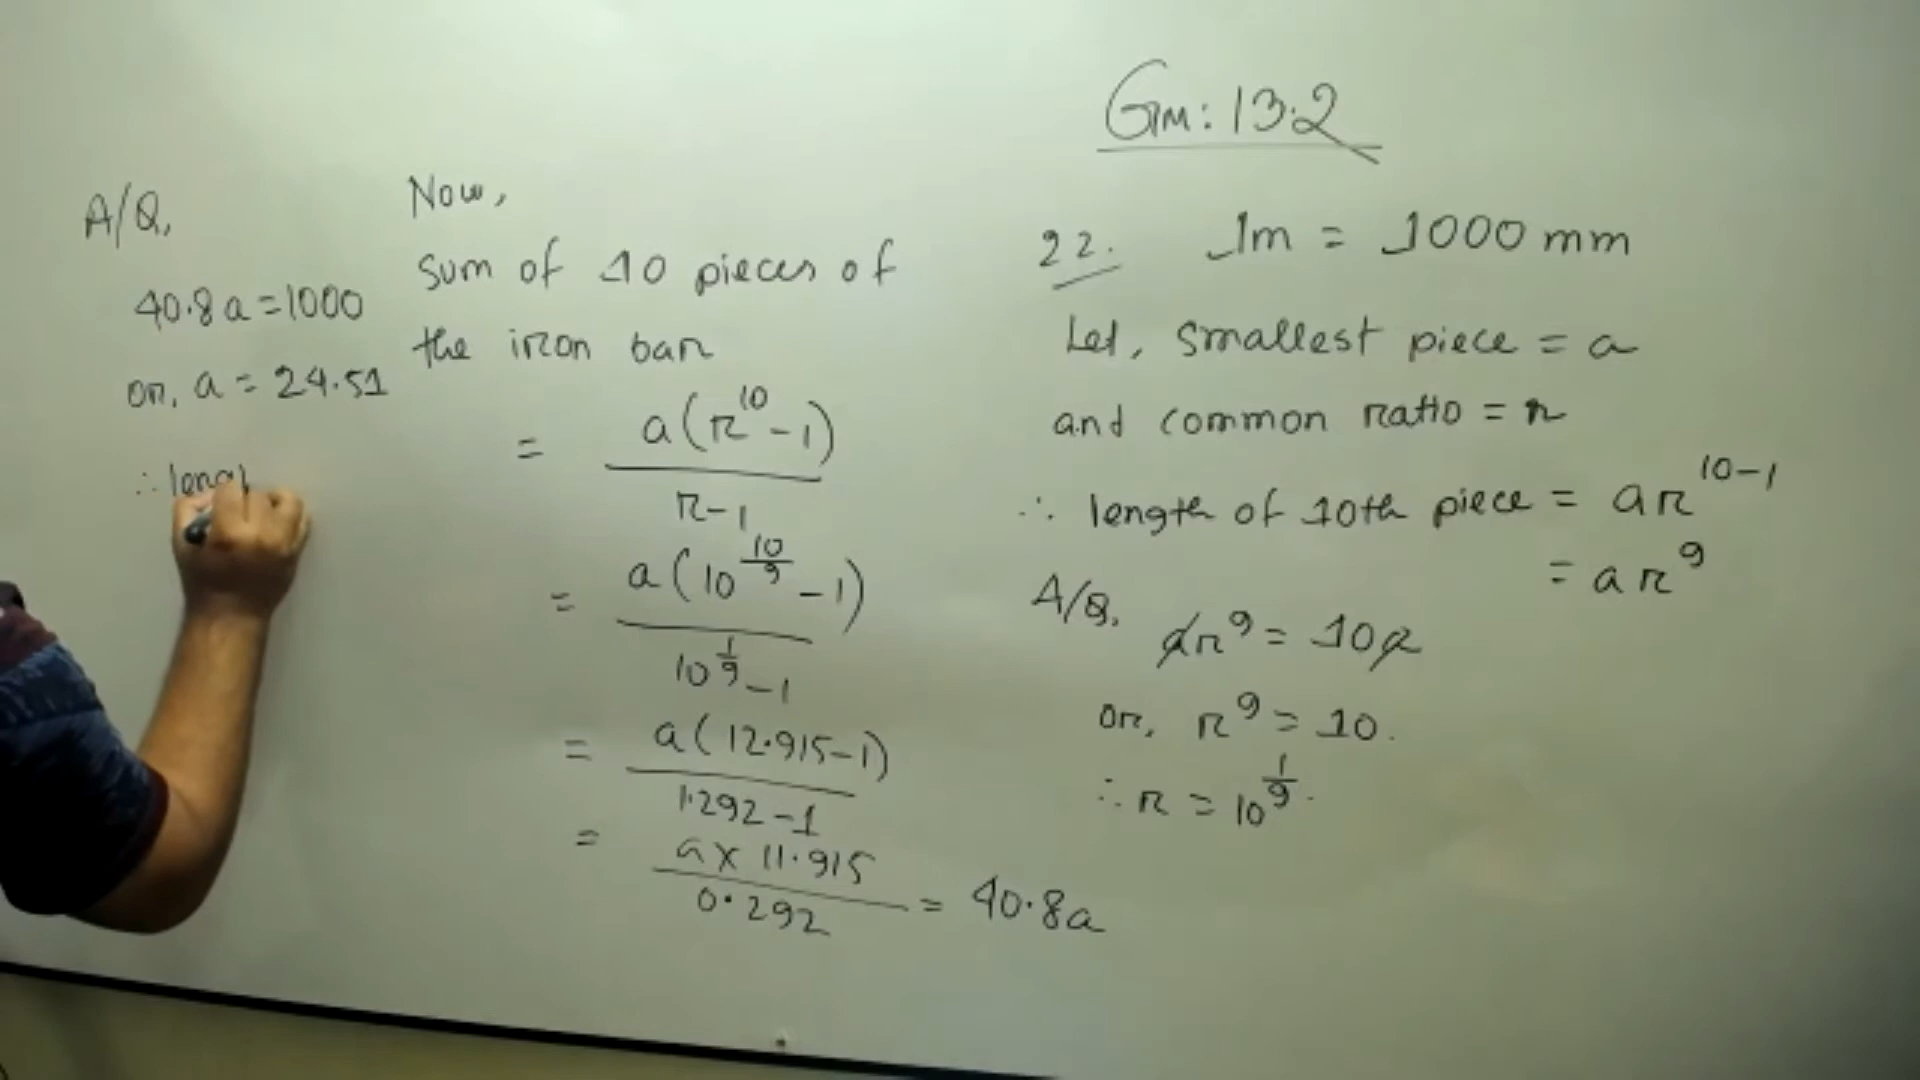 GM: 13.2
22. 1m = 1000 mm
Let, smallest piece = a
and common ratio = r
∴ length of 10th piece = ar^(10-1)
= ar^9
A/Q, ar^9 = 10a
or, r^9 = 10.
∴ r = 10^(1/9).
Now,
sum of 10 pieces of
the iron bar
= a(r^10 - 1) / r-1
= a(10^(10/9) - 1) / 10^(1/9) - 1
= a(12.915-1) / 1.292-1
= a x 11.915 / 0.292 = 40.8a
A/Q,
40.8a = 1000
or, a = 24.51
∴